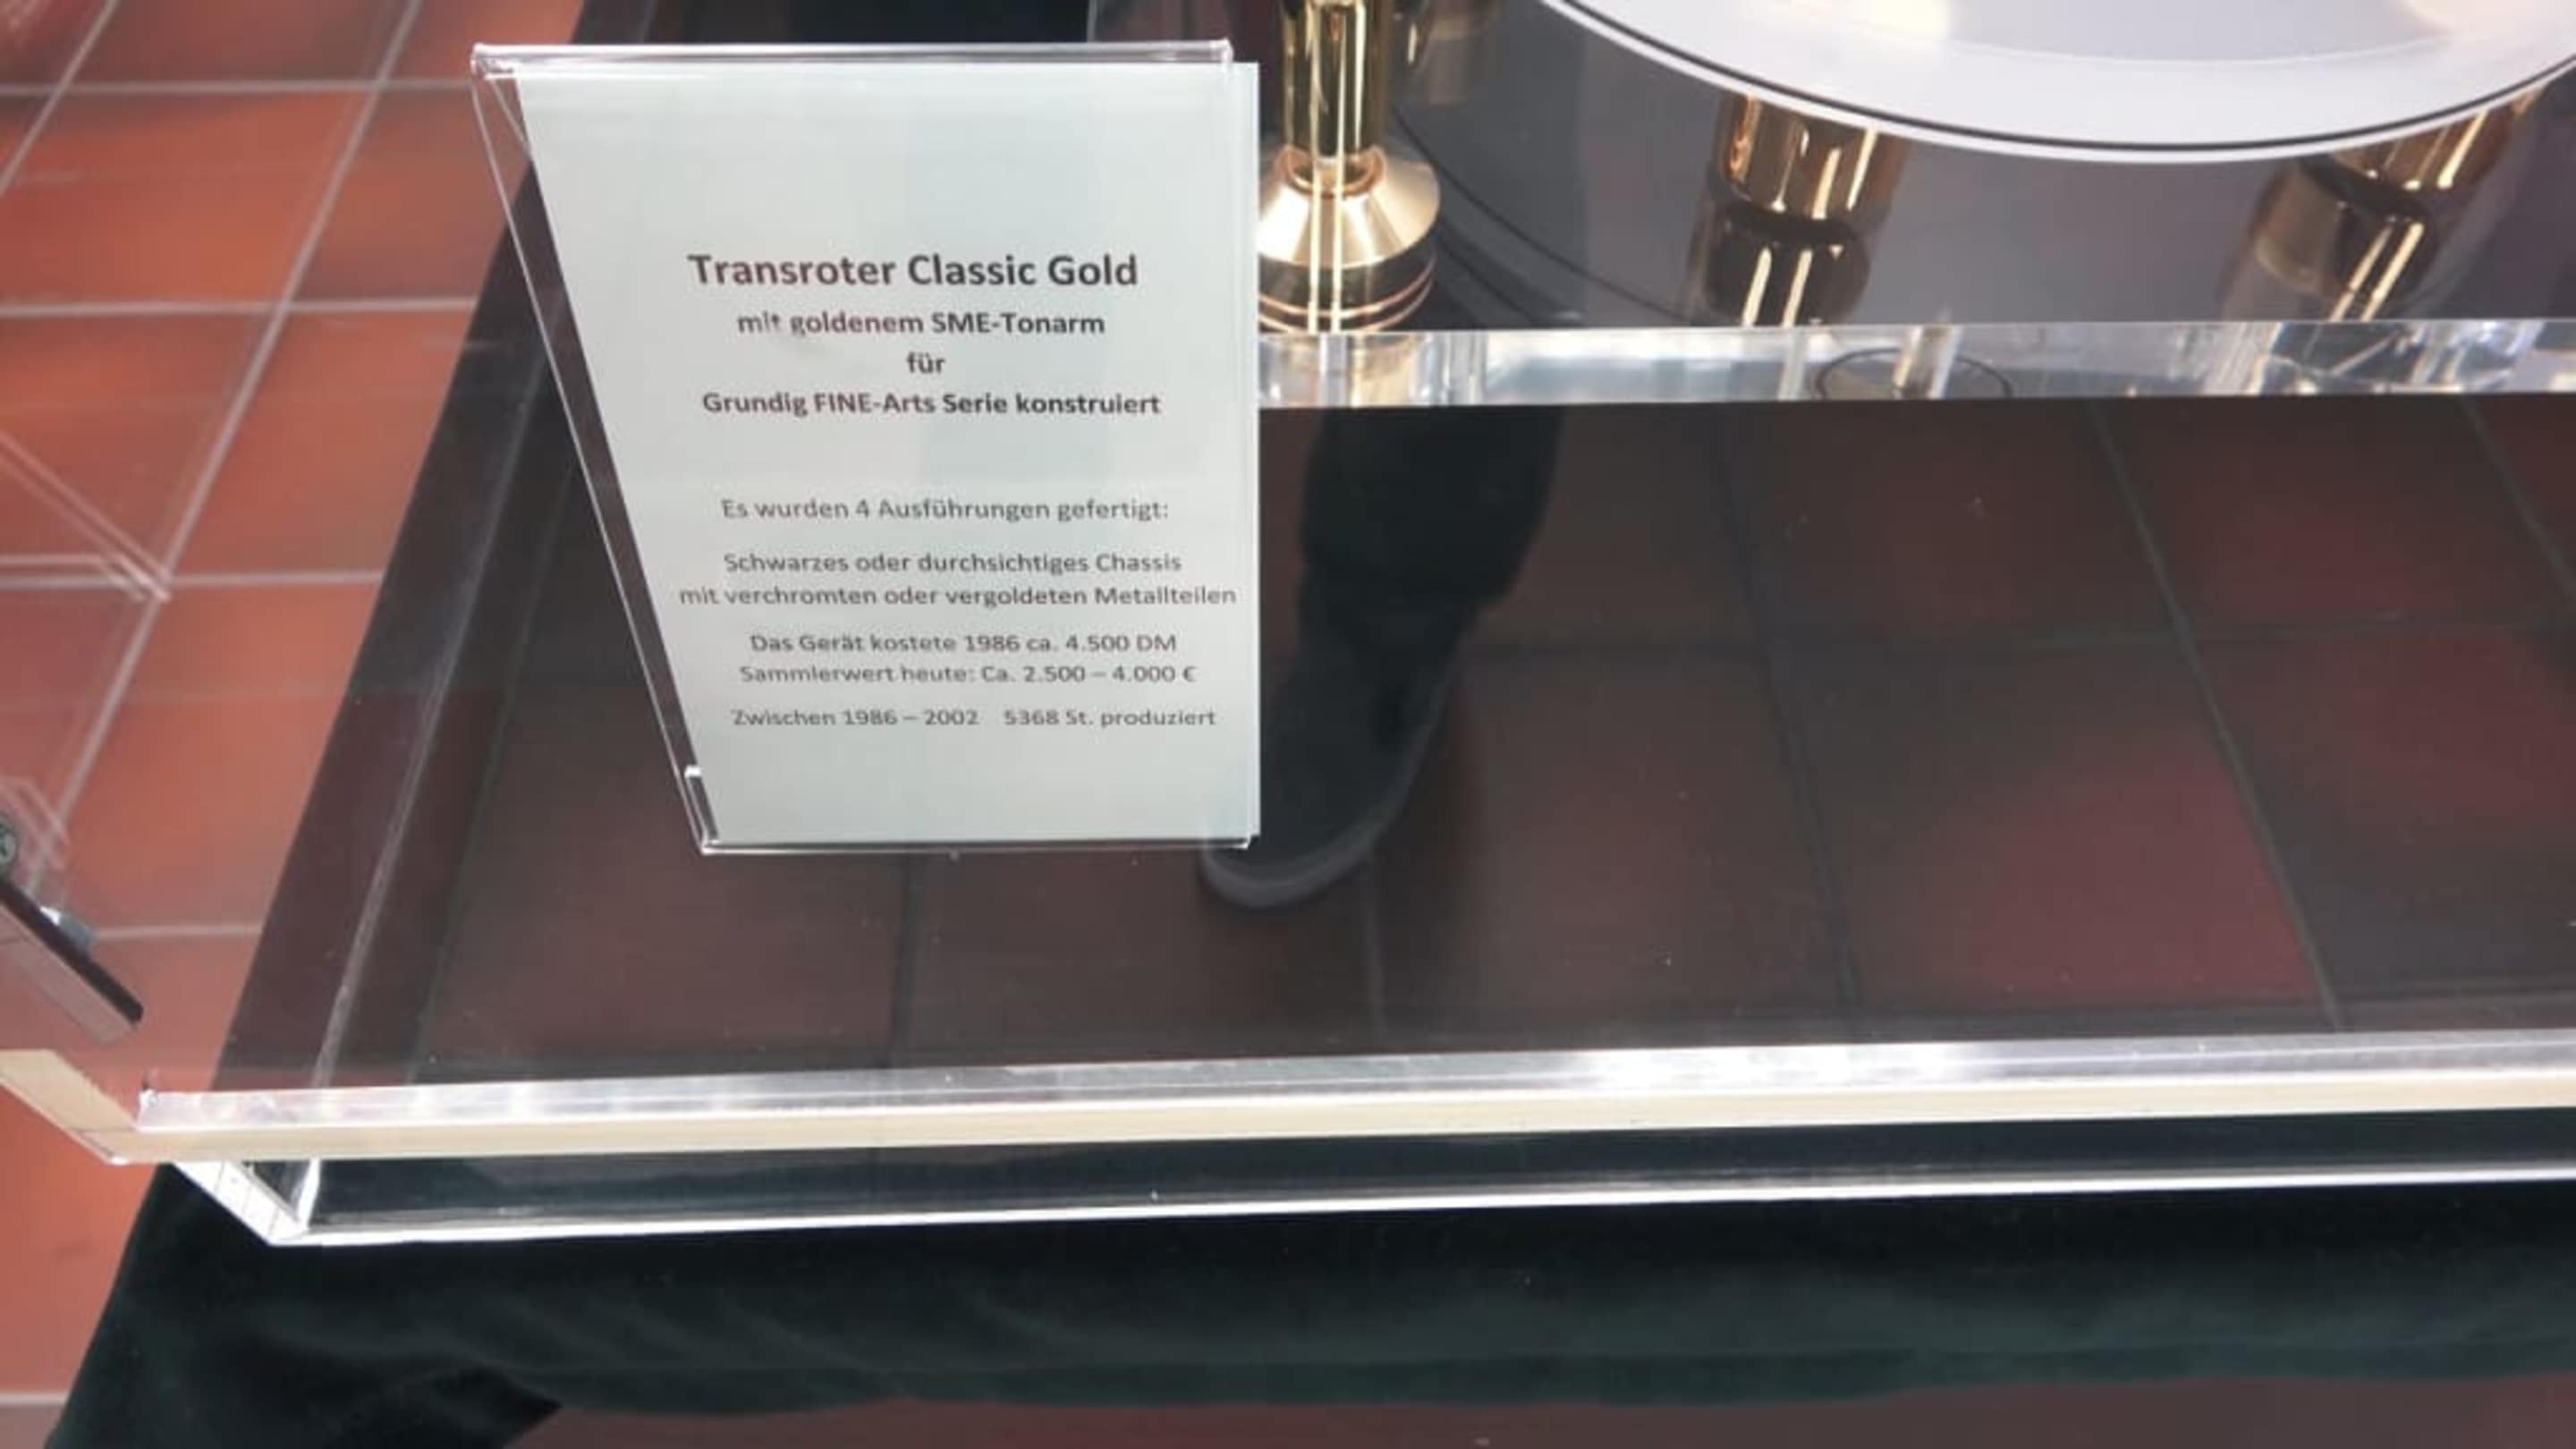 Transroter Classic Gold
mit goldenem SME-Tonarm
für
Grundig FINE-Arts Serie konstruiert
Es wurden 4 Ausführungen gefertigt:
Schwarzes oder durchsichtiges Chassis
mit verchromten oder vergoldeten Metallteilen
Das Gerät kostete 1986 ca. 4.500 DM
Sammlerwert heute: Ca. 2.500 – 4.000 €
Zwischen 1986 – 2002 5368 St. produziert